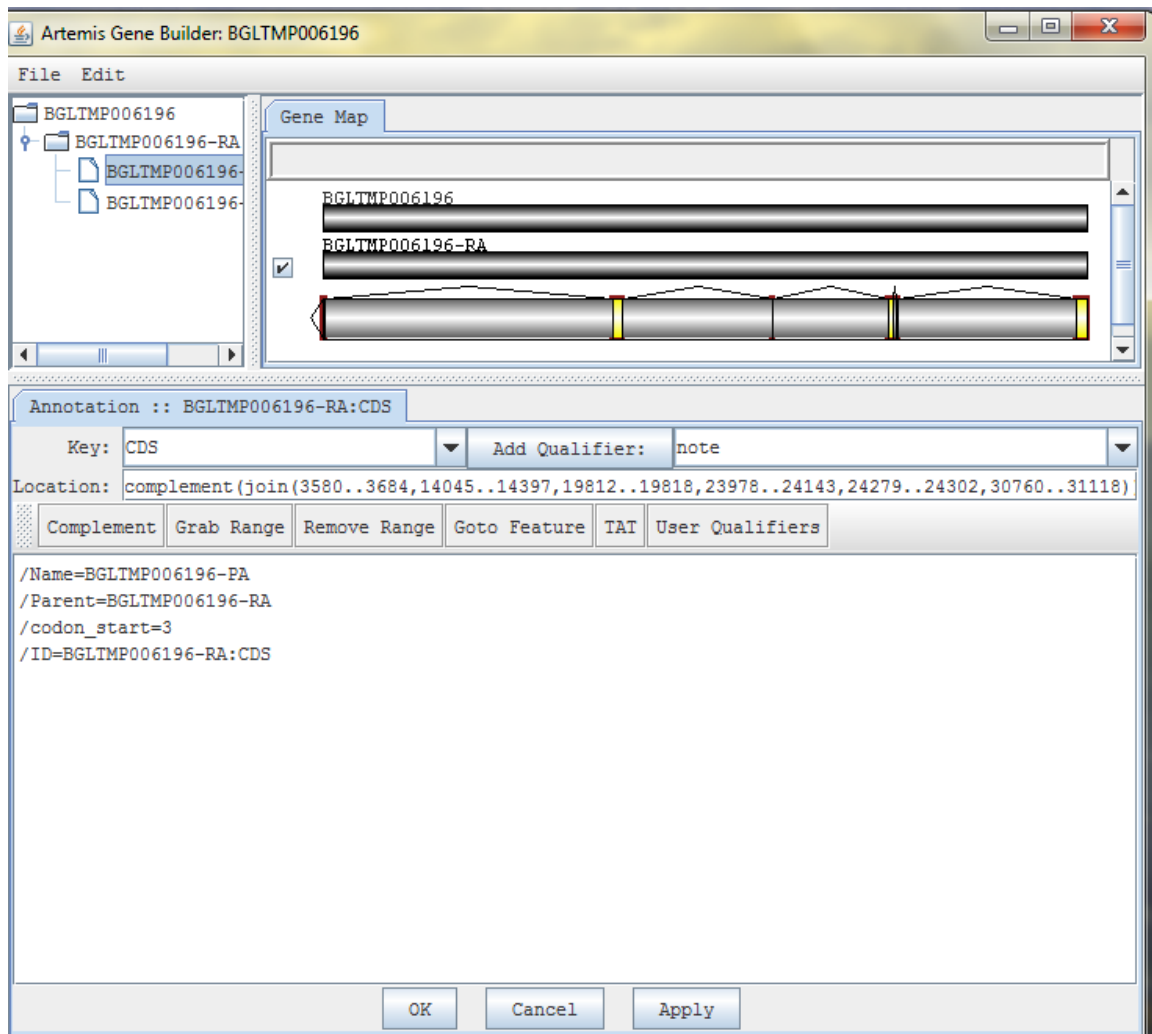 Artemis Gene Builder: BGLTMP006196
File Edit
BGLTMP006196
BGLTMP006196-RA
BGLTMP006196-
BGLTMP006196-
Gene Map
BGLTMP006196
BGLTMP006196-RA
Annotation :: BGLTMP006196-RA:CDS
Key: CDS Add Qualifier: note
Location: complement(join(3580..3684,14045..14397,19812..19818,23978..24143,24279..24302,30760..31118)
Complement Grab Range Remove Range Goto Feature TAT User Qualifiers
/Name=BGLTMP006196-PA
/Parent=BGLTMP006196-RA
/codon_start=3
/ID=BGLTMP006196-RA:CDS
OK Cancel Apply